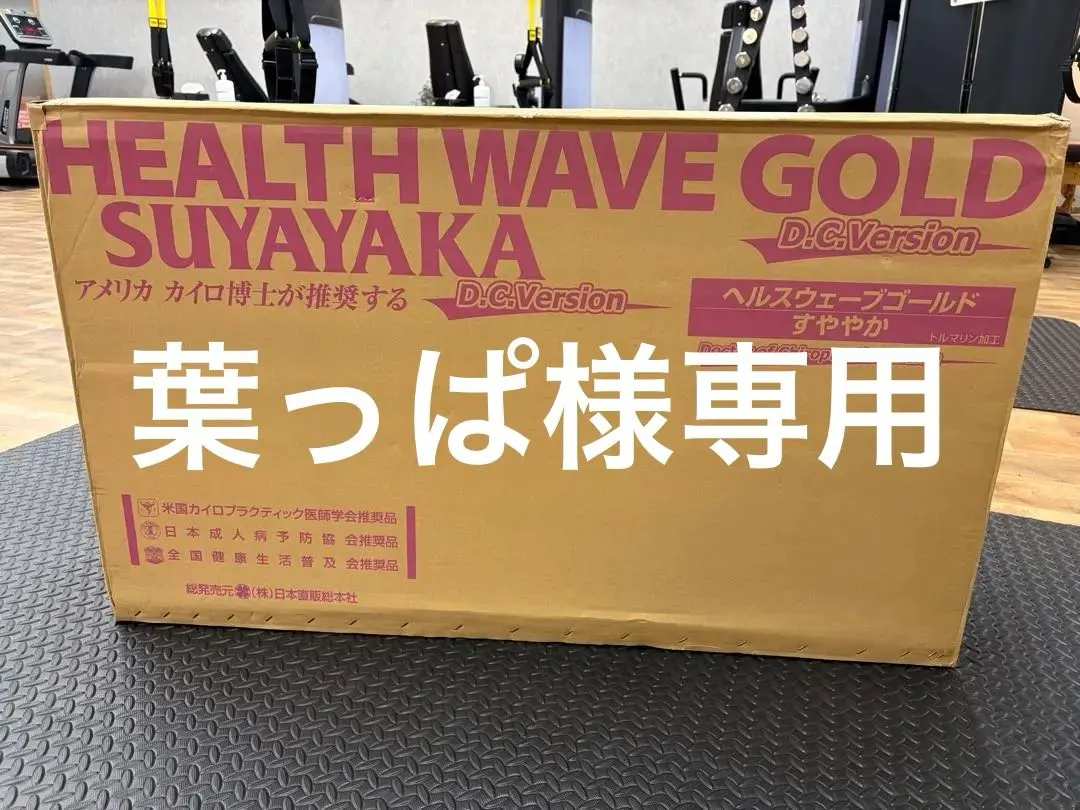 HEALTH WAVE GOLD
D.C.Version
SUYAYAKA
アメリカ カイロ博士が推奨する
D.C.Version
ヘルスウェーブゴールド
すややか
トルマリン加工
葉っぱ様専用
米国カイロプラクティック医師学会推奨品
日本成人病予防協 会推奨品
全国健康生活普及 会推奨品
総発売元 (株)日本直販総本社